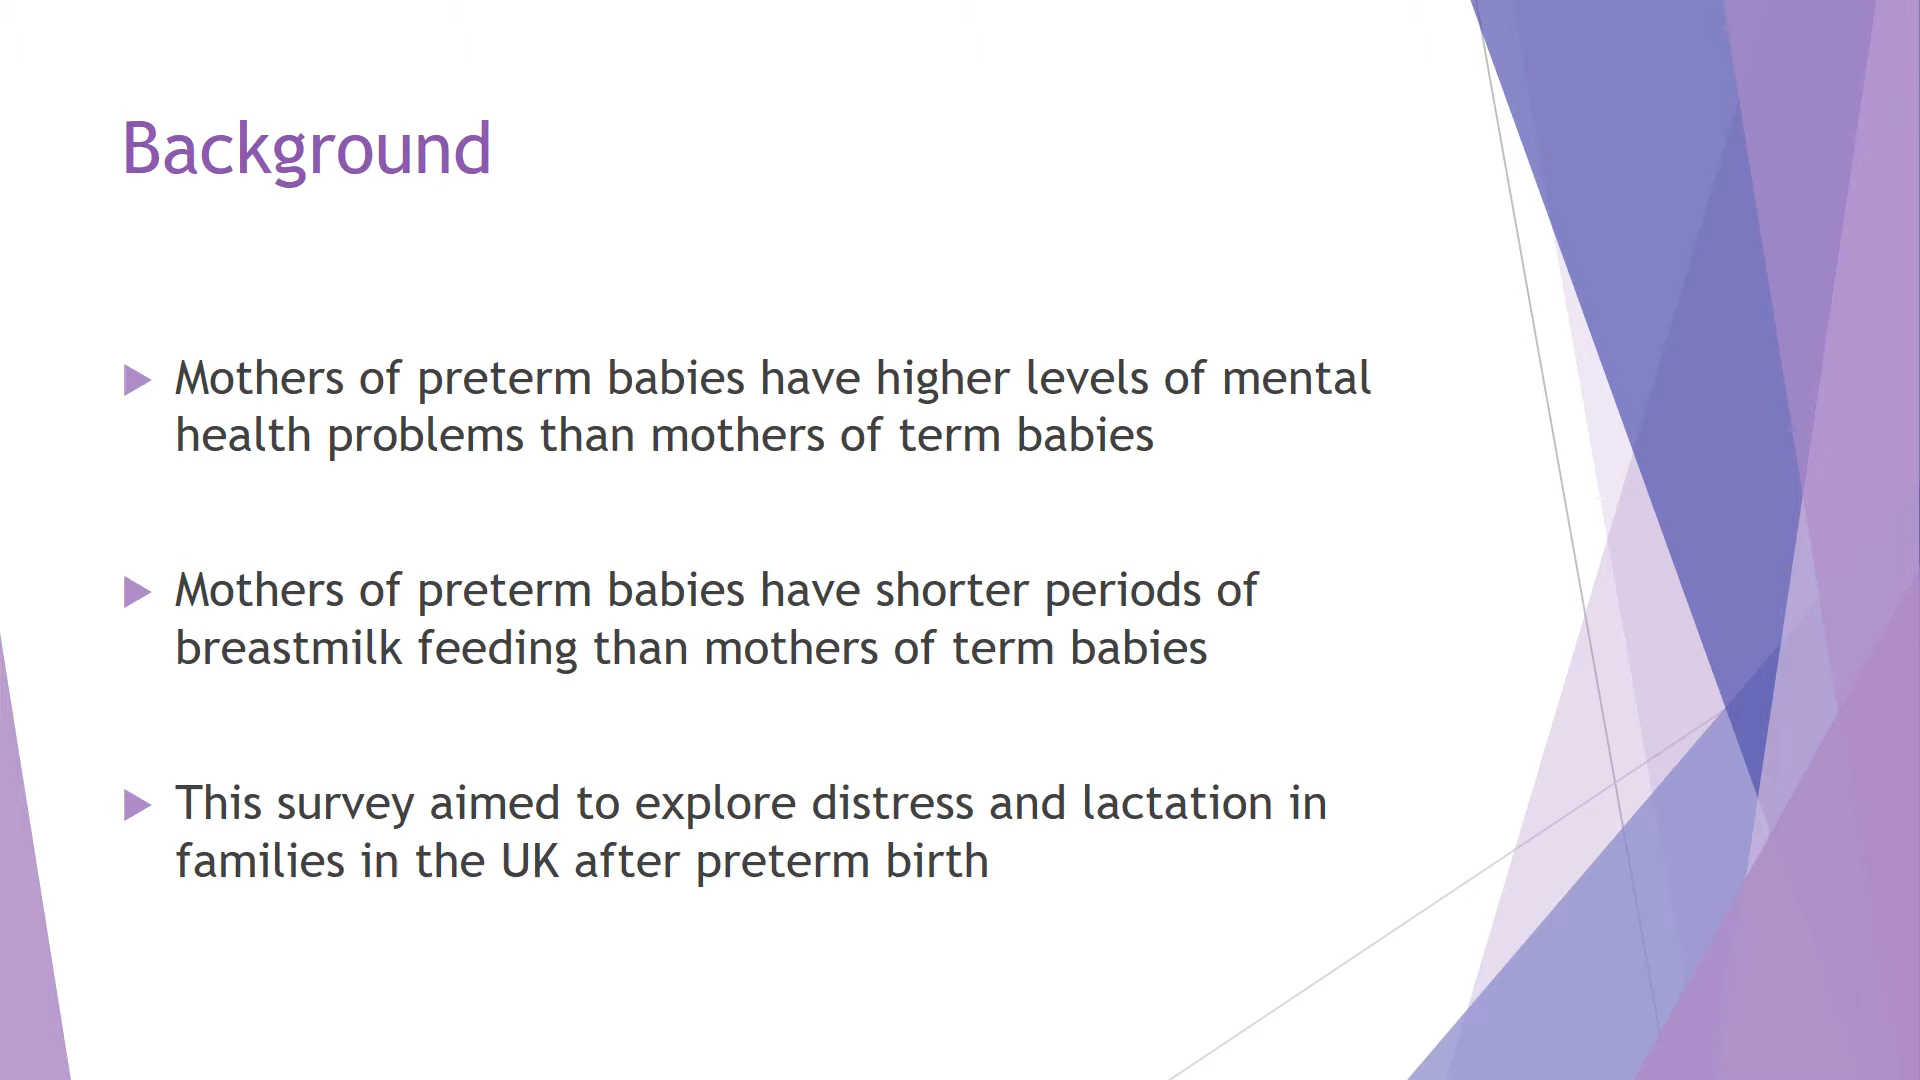 Background
Mothers of preterm babies have higher levels of mental
health problems than mothers of term babies
Mothers of preterm babies have shorter periods of
breastmilk feeding than mothers of term babies
This survey aimed to explore distress and lactation in
families in the UK after preterm birth